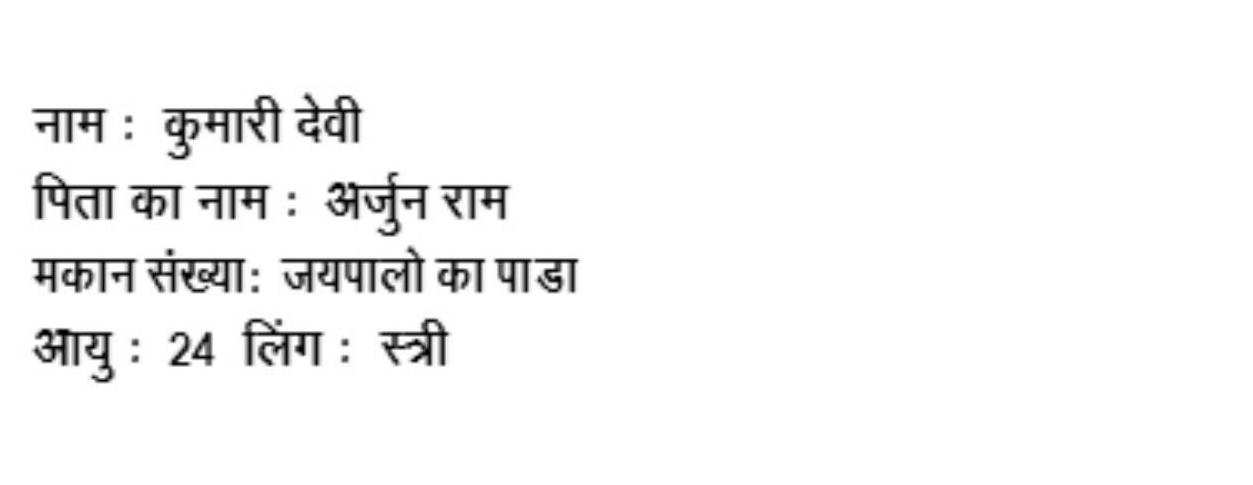 नाम : कुमारी देवी
पिता का नाम : अर्जुन राम
मकान संख्या: जयपालो का पाडा
आयु : 24 लिंग : स्त्री